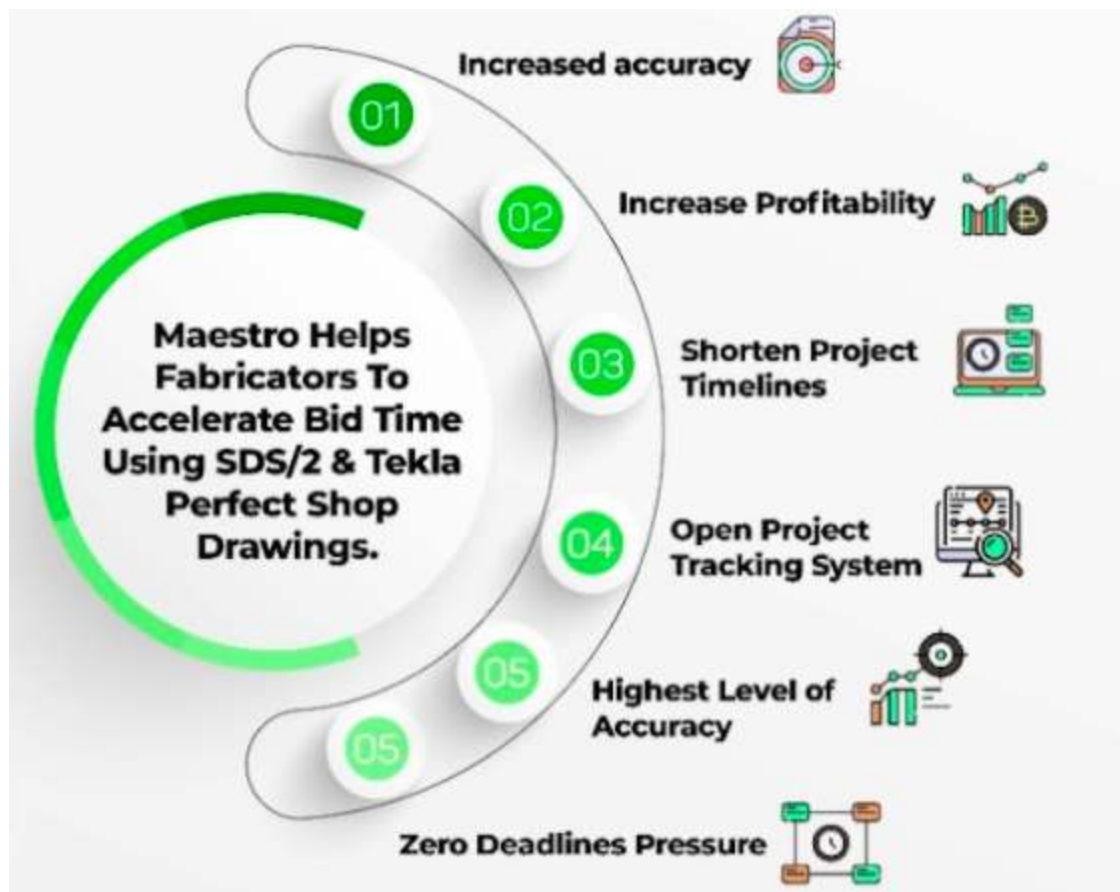 01
Increased accuracy
02
Increase Profitability
Maestro Helps
Fabricators To
Accelerate Bid Time
Using SDS/2 & Tekla
Perfect Shop
Drawings.
03
Shorten Project
Timelines
04
Open Project
Tracking System
05
Highest Level of
Accuracy
05
Zero Deadlines Pressure